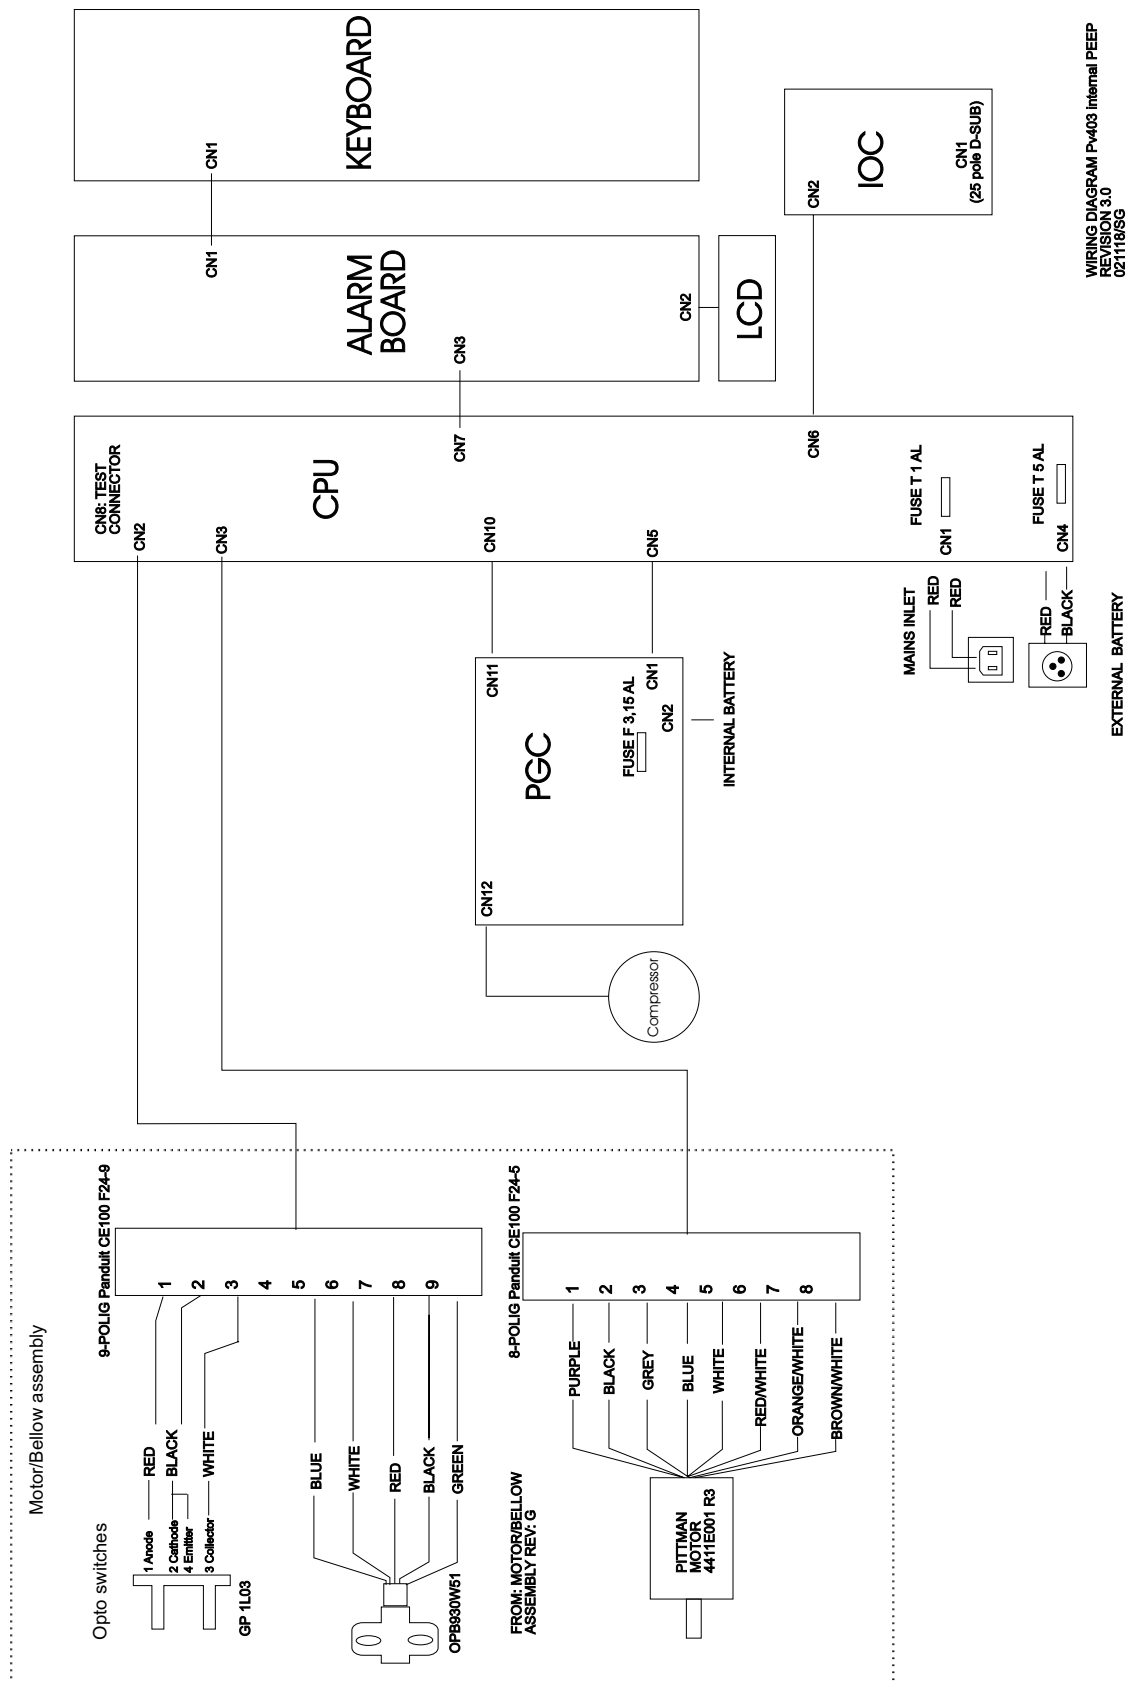 KEYBOARD
CN1
CN1
ALARM
BOARD
CN3
CN2
LCD
IOC
CN2
CN1
(25 pole D-SUB)
WIRING DIAGRAM Pv403 internal PEEP
REVISION 3.0
021118/SG
CN8: TEST
CONNECTOR
CN2
CN3
CPU
CN7
CN10
CN5
CN6
FUSE T 1 AL
CN1
FUSE T 5 AL
CN4
MAINS INLET
RED
RED
RED
BLACK
EXTERNAL BATTERY
CN11
CN1
CN2
FUSE F 3,15 AL
PGC
CN12
INTERNAL BATTERY
Compressor
Motor/Bellow assembly
9-POLIG Panduit CE100 F24-9
1
2
3
4
5
6
7
8
9
RED
BLACK
WHITE
BLUE
WHITE
RED
BLACK
GREEN
Opto switches
1 Anode
2 Cathode
4 Emitter
3 Collector
GP 1L03
OPB930W51
8-POLIG Panduit CE100 F24-5
1
2
3
4
5
6
7
8
PURPLE
BLACK
GREY
BLUE
WHITE
RED/WHITE
ORANGE/WHITE
BROWN/WHITE
FROM: MOTOR/BELLOW
ASSEMBLY REV: G
PITTMAN
MOTOR
4411E001 R3